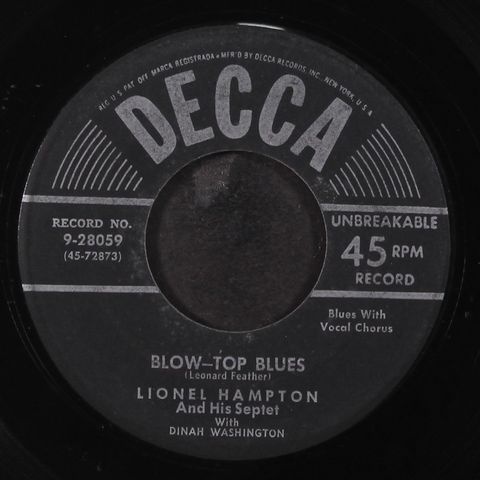 REG. U.S. PAT. OFF. MARCA REGISTRADA • MFR'D BY DECCA RECORDS, INC., NEW YORK, U.S.A.
DECCA
RECORD NO.
9-28059
(45-72873)
UNBREAKABLE
45 RPM
RECORD
Blues With
Vocal Chorus
BLOW—TOP BLUES
(Leonard Feather)
LIONEL HAMPTON
And His Septet
With
DINAH WASHINGTON